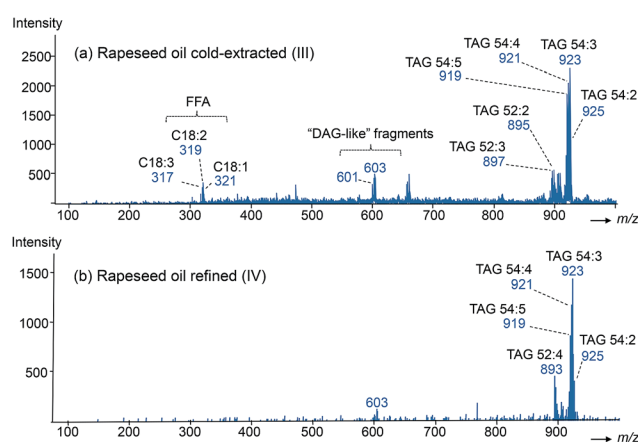 Intensity
(a) Rapeseed oil cold-extracted (III)
TAG 54:4
921
TAG 54:3
923
TAG 54:5
919
TAG 54:2
925
TAG 52:2
895
TAG 52:3
897
FFA
C18:2
319
C18:3
317
C18:1
321
“DAG-like” fragments
601
603
2500
2000
1500
1000
500
100 200 300 400 500 600 700 800 900
m/z
Intensity
(b) Rapeseed oil refined (IV)
TAG 54:3
923
TAG 54:4
921
TAG 54:5
919
TAG 54:2
925
TAG 52:4
893
603
1500
1000
500
100 200 300 400 500 600 700 800 900
m/z